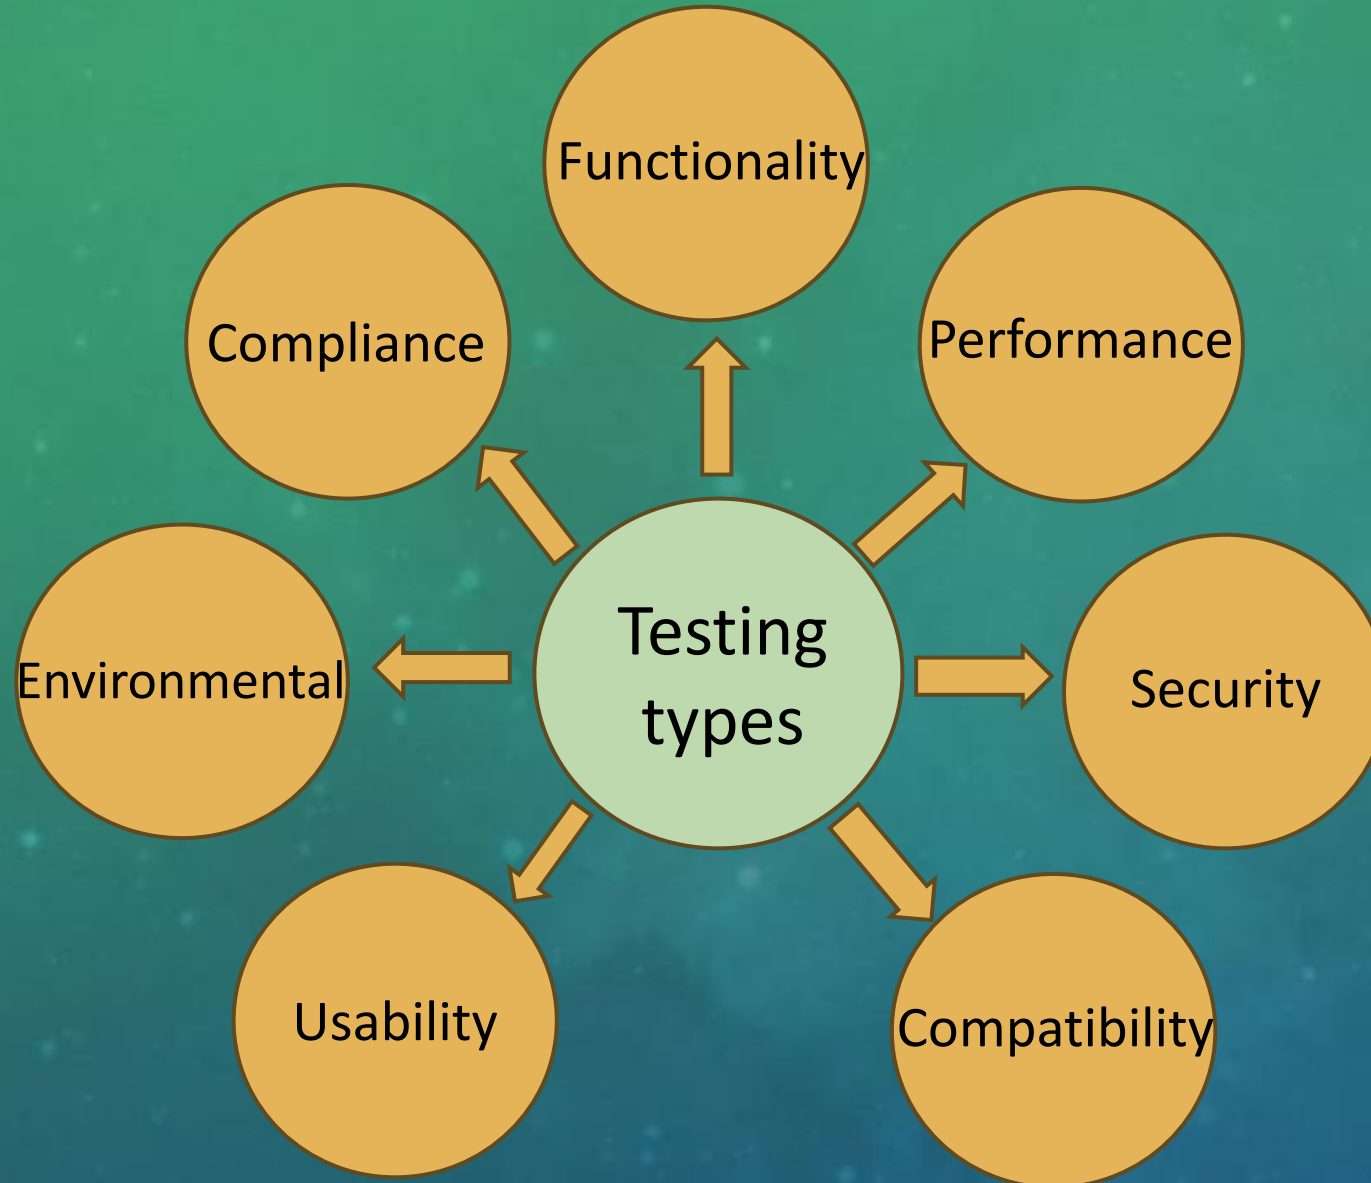 Functionality
Compliance
Performance
Testing
types
Environmental
Security
Usability
Compatibility